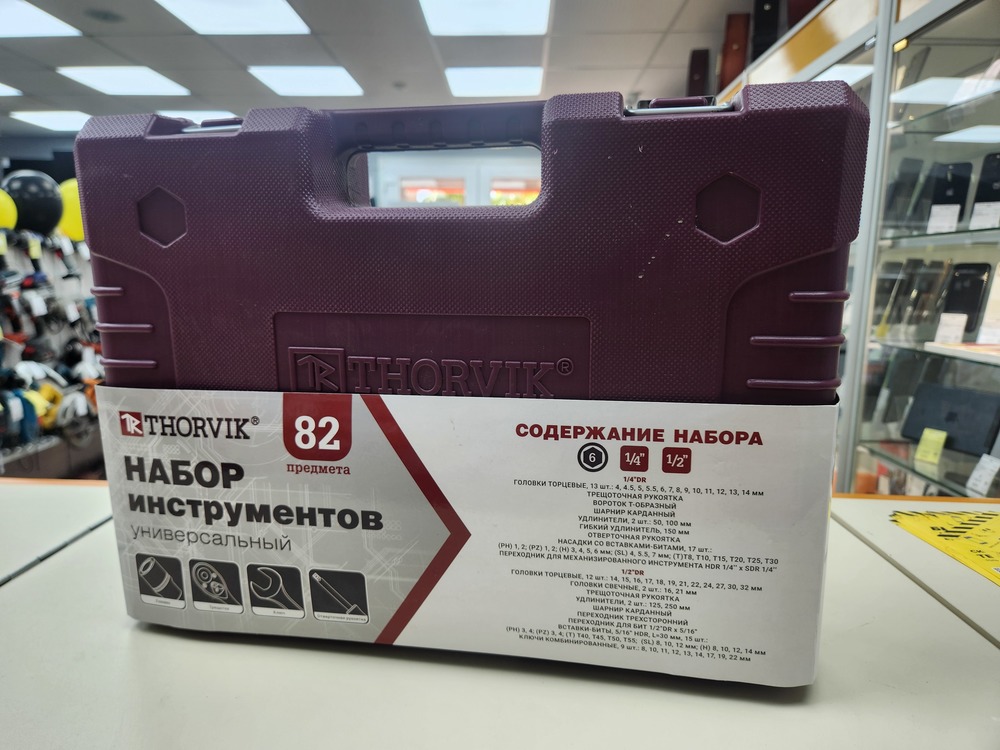 THORVIK®
THORVIK®
82
предмета
НАБОР
инструментов
универсальный
СОДЕРЖАНИЕ НАБОРА
6 1/4" 1/2"
1/4"DR
ГОЛОВКИ ТОРЦЕВЫЕ, 13 шт.: 4, 4.5, 5, 5.5, 6, 7, 8, 9, 10, 11, 12, 13, 14 мм
ТРЕЩОТОЧНАЯ РУКОЯТКА
ВОРОТОК Т-ОБРАЗНЫЙ
ШАРНИР КАРДАННЫЙ
УДЛИНИТЕЛИ, 2 шт.: 50, 100 мм
ГИБКИЙ УДЛИНИТЕЛЬ, 150 мм
ОТВЕРТОЧНАЯ РУКОЯТКА
НАСАДКИ СО ВСТАВКАМИ-БИТАМИ, 17 шт.:
(PH) 1, 2; (PZ) 1, 2; (H) 3, 4, 5, 6 мм; (SL) 4, 5.5, 7 мм; (T)T8, T10, T15, T20, T25, T30
ПЕРЕХОДНИК ДЛЯ МЕХАНИЗИРОВАННОГО ИНСТРУМЕНТА HDR 1/4" x SDR 1/4"
1/2"DR
ГОЛОВКИ ТОРЦЕВЫЕ, 12 шт.: 14, 15, 16, 17, 18, 19, 21, 22, 24, 27, 30, 32 мм
ГОЛОВКИ СВЕЧНЫЕ, 2 шт.: 16, 21 мм
ТРЕЩОТОЧНАЯ РУКОЯТКА
УДЛИНИТЕЛИ, 2 шт.: 125, 250 мм
ШАРНИР КАРДАННЫЙ
ПЕРЕХОДНИК ТРЕХСТОРОННИЙ
ПЕРЕХОДНИК ДЛЯ БИТ 1/2"DR x 5/16"
ВСТАВКИ-БИТЫ, 5/16" HDR, L=30 мм, 15 шт.:
(PH) 3, 4; (PZ) 3, 4; (T) T40, T45, T50, T55; (SL) 8, 10, 12 мм; (H) 8, 10, 12, 14 мм
КЛЮЧИ КОМБИНИРОВАННЫЕ, 9 шт.: 8, 10, 11, 12, 13, 14, 17, 19, 22 мм